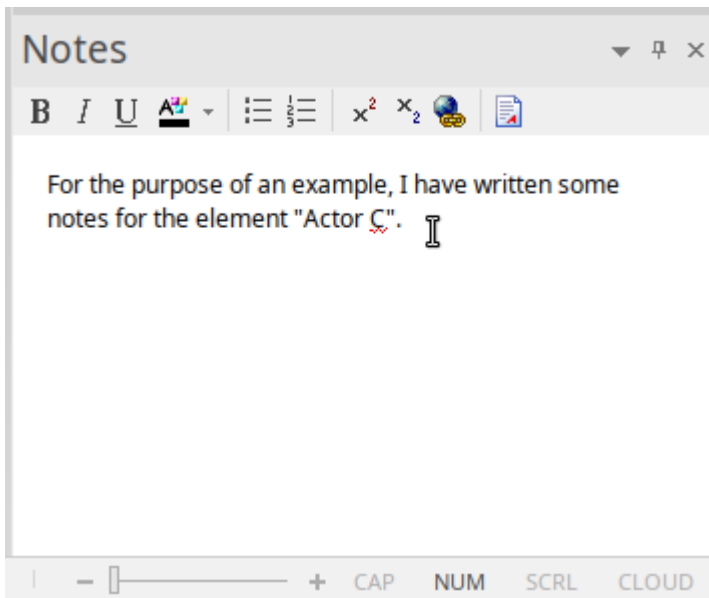 Notes
B I U A x² x₂
For the purpose of an example, I have written some
notes for the element "Actor C".
CAP NUM SCRL CLOUD